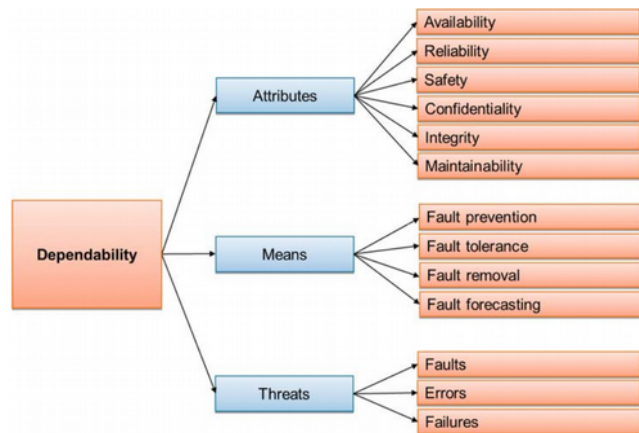 Availability
Reliability
Safety
Attributes
Confidentiality
Integrity
Maintainability
Dependability
Means
Fault prevention
Fault tolerance
Fault removal
Fault forecasting
Threats
Faults
Errors
Failures